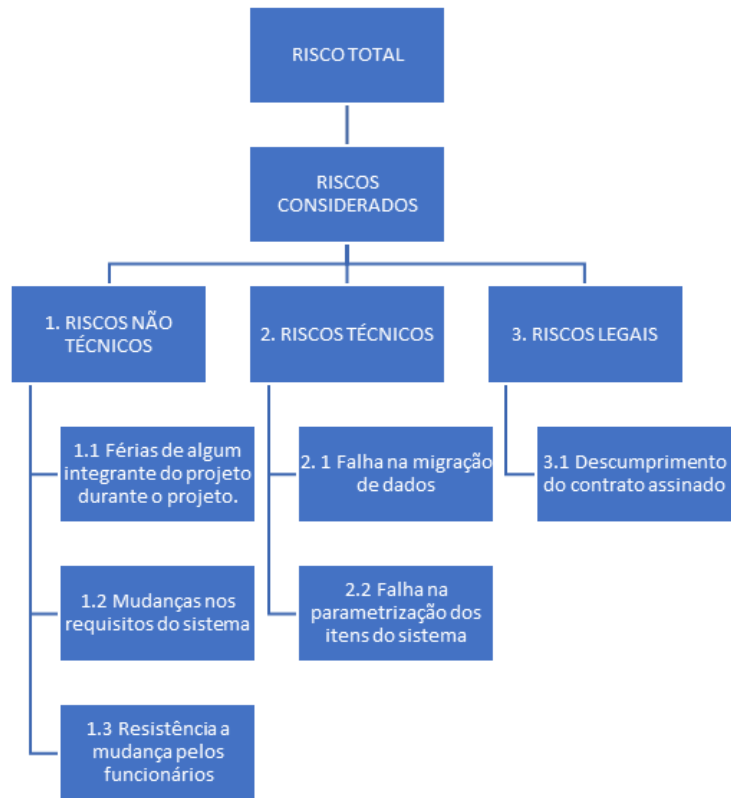 RISCO TOTAL
RISCOS
CONSIDERADOS
1. RISCOS NÃO
TÉCNICOS
2. RISCOS TÉCNICOS
3. RISCOS LEGAIS
1.1 Férias de algum
integrante do projeto
durante o projeto.
2. 1 Falha na migração
de dados
3.1 Descumprimento
do contrato assinado
1.2 Mudanças nos
requisitos do sistema
2.2 Falha na
parametrização dos
itens do sistema
1.3 Resistência a
mudança pelos
funcionários